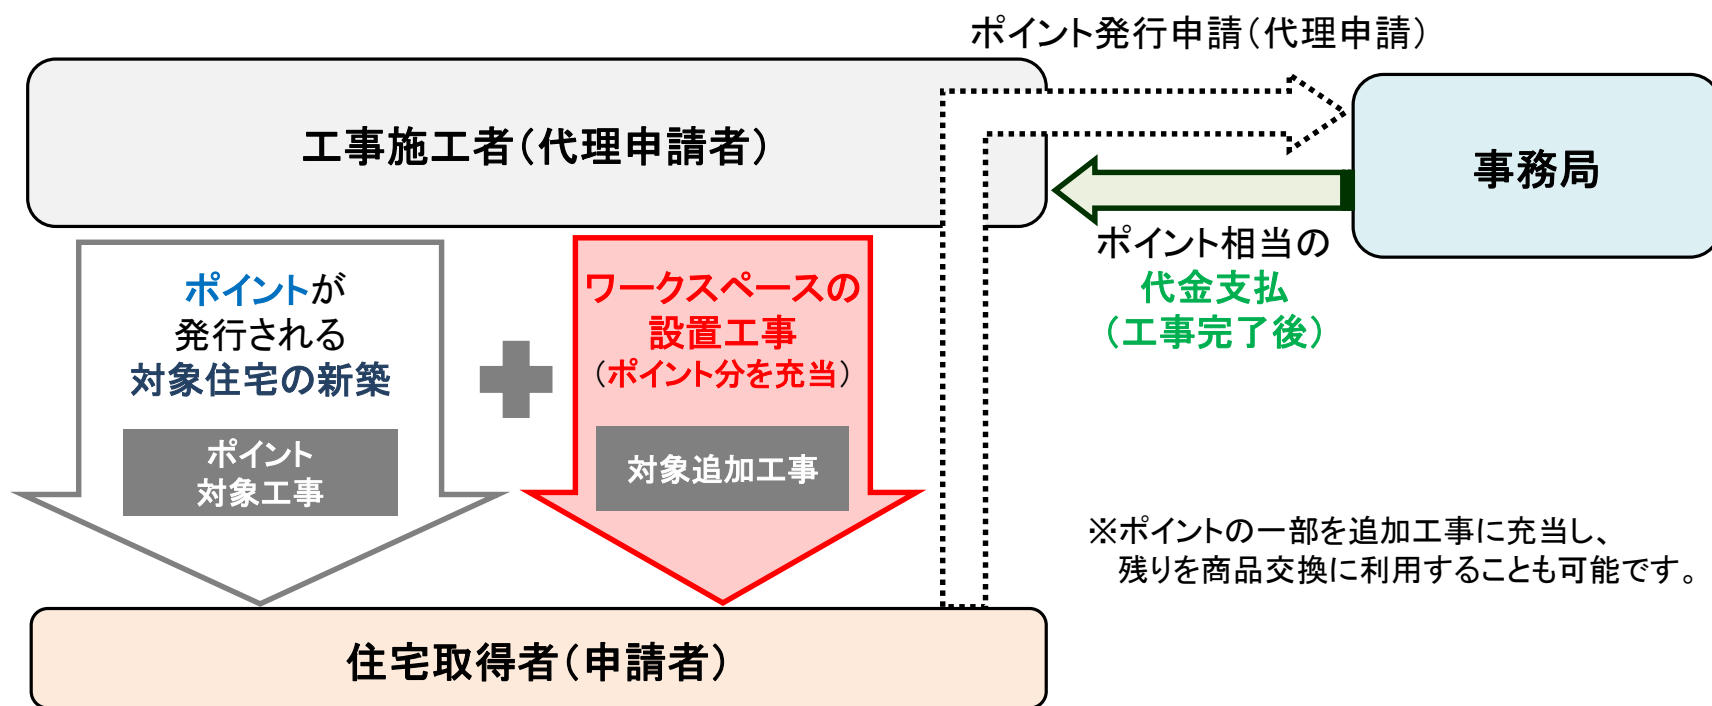 ポイント発行申請（代理申請）
工事施工者（代理申請者）
事務局
ポイント相当の
代金支払
（工事完了後）
ポイントが
発行される
対象住宅の新築
ポイント
対象工事
ワークスペースの
設置工事
（ポイント分を充当）
対象追加工事
※ポイントの一部を追加工事に充当し、
残りを商品交換に利用することも可能です。
住宅取得者（申請者）